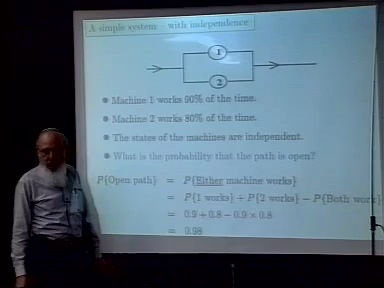 A simple system – with independence
1
2
Machine 1 works 90% of the time.
Machine 2 works 80% of the time.
The states of the machines are independent.
What is the probability that the path is open?
P{Open path} = P{Either machine works}
= P{1 works} + P{2 works} − P{Both work}
= 0.9 + 0.8 − 0.9 × 0.8
= 0.98